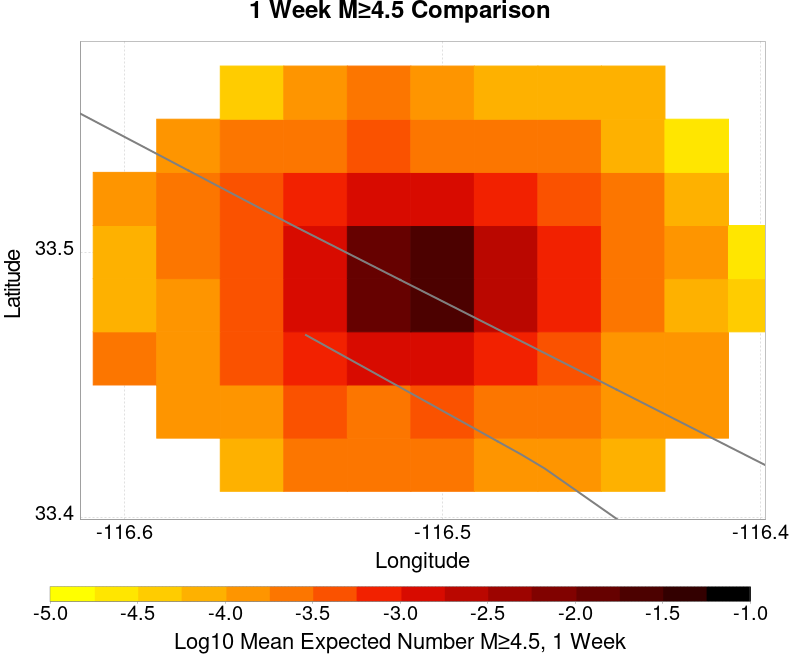 1 Week M≥4.5 Comparison
Latitude
33.5
33.4
-116.6 -116.5 -116.4
Longitude
-5.0 -4.5 -4.0 -3.5 -3.0 -2.5 -2.0 -1.5 -1.0
Log10 Mean Expected Number M≥4.5, 1 Week